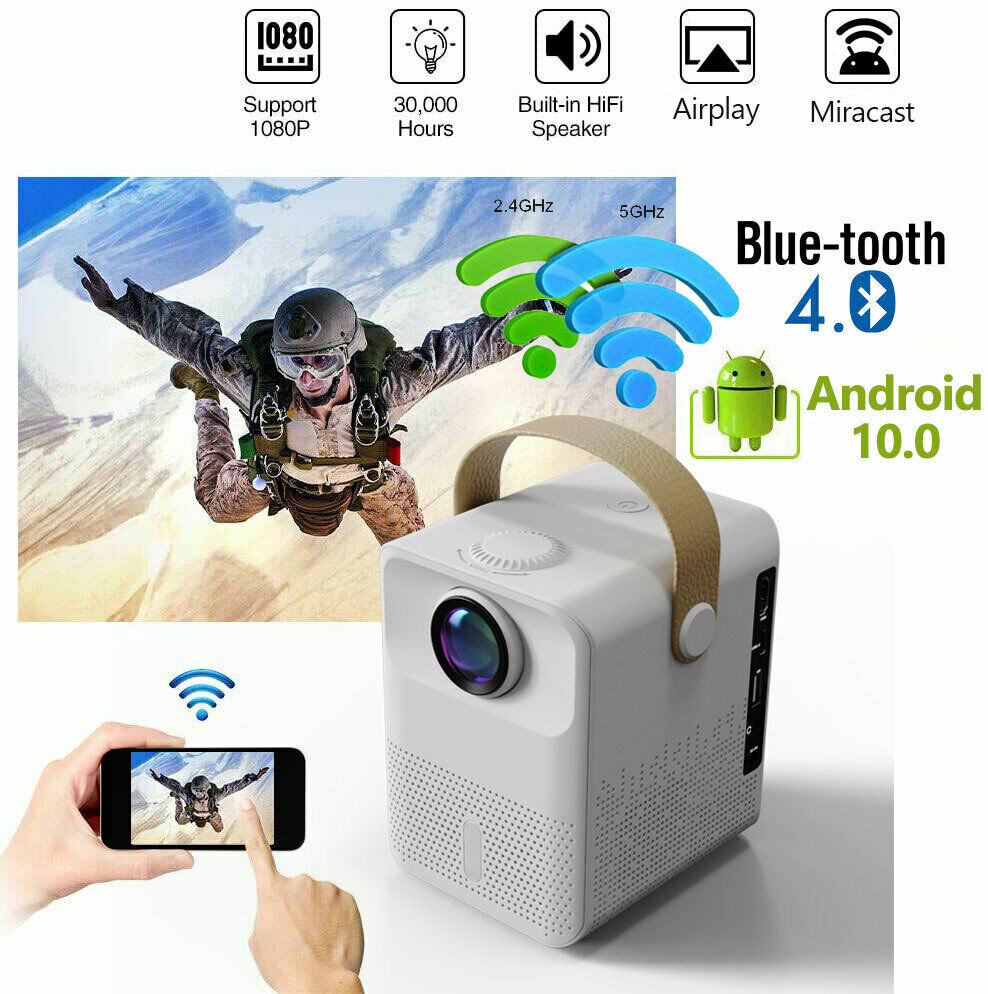 1080
Support
1080P
30,000
Hours
Built-in HiFi
Speaker
Airplay
Miracast
2.4GHz
5GHz
Blue-tooth
4.0
Android
10.0